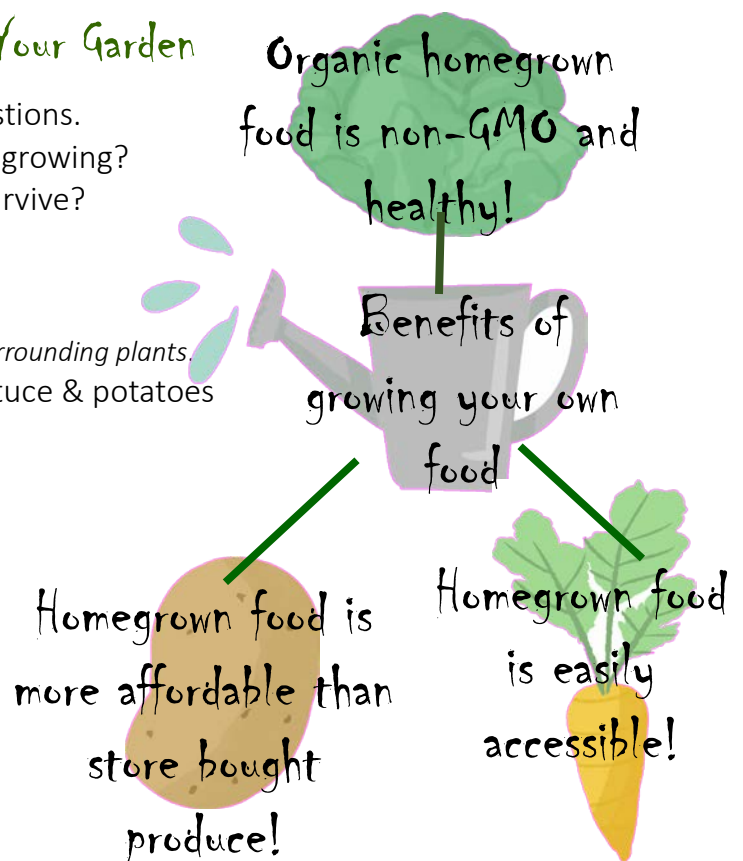 Your Garden
stions.
growing?
rvive?
rrounding plants.
tuce & potatoes
Organic homegrown
food is non-GMO and
healthy!
Benefits of
growing your own
food
Homegrown food is
more affordable than
store bought
produce!
Homegrown food
is easily
accessible!